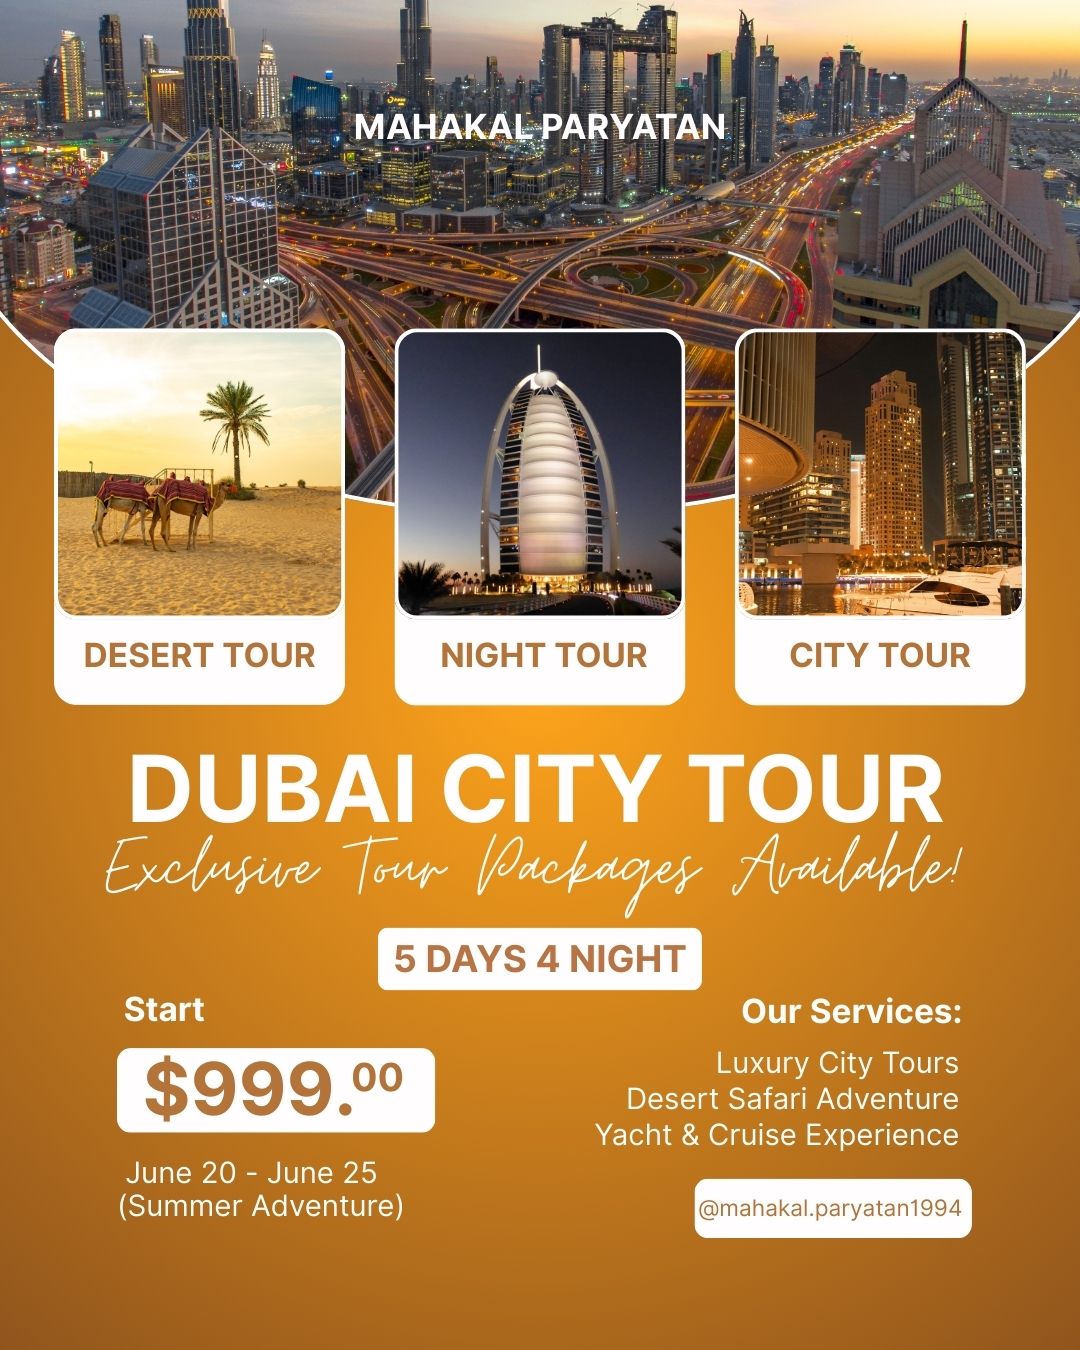 MAHAKAL PARYATAN
DESERT TOUR
NIGHT TOUR
CITY TOUR
DUBAI CITY TOUR
Exclusive Tour Packages Available!
5 DAYS 4 NIGHT
Start
$999.00
June 20 - June 25
(Summer Adventure)
Our Services:
Luxury City Tours
Desert Safari Adventure
Yacht & Cruise Experience
@mahakal.paryatan1994